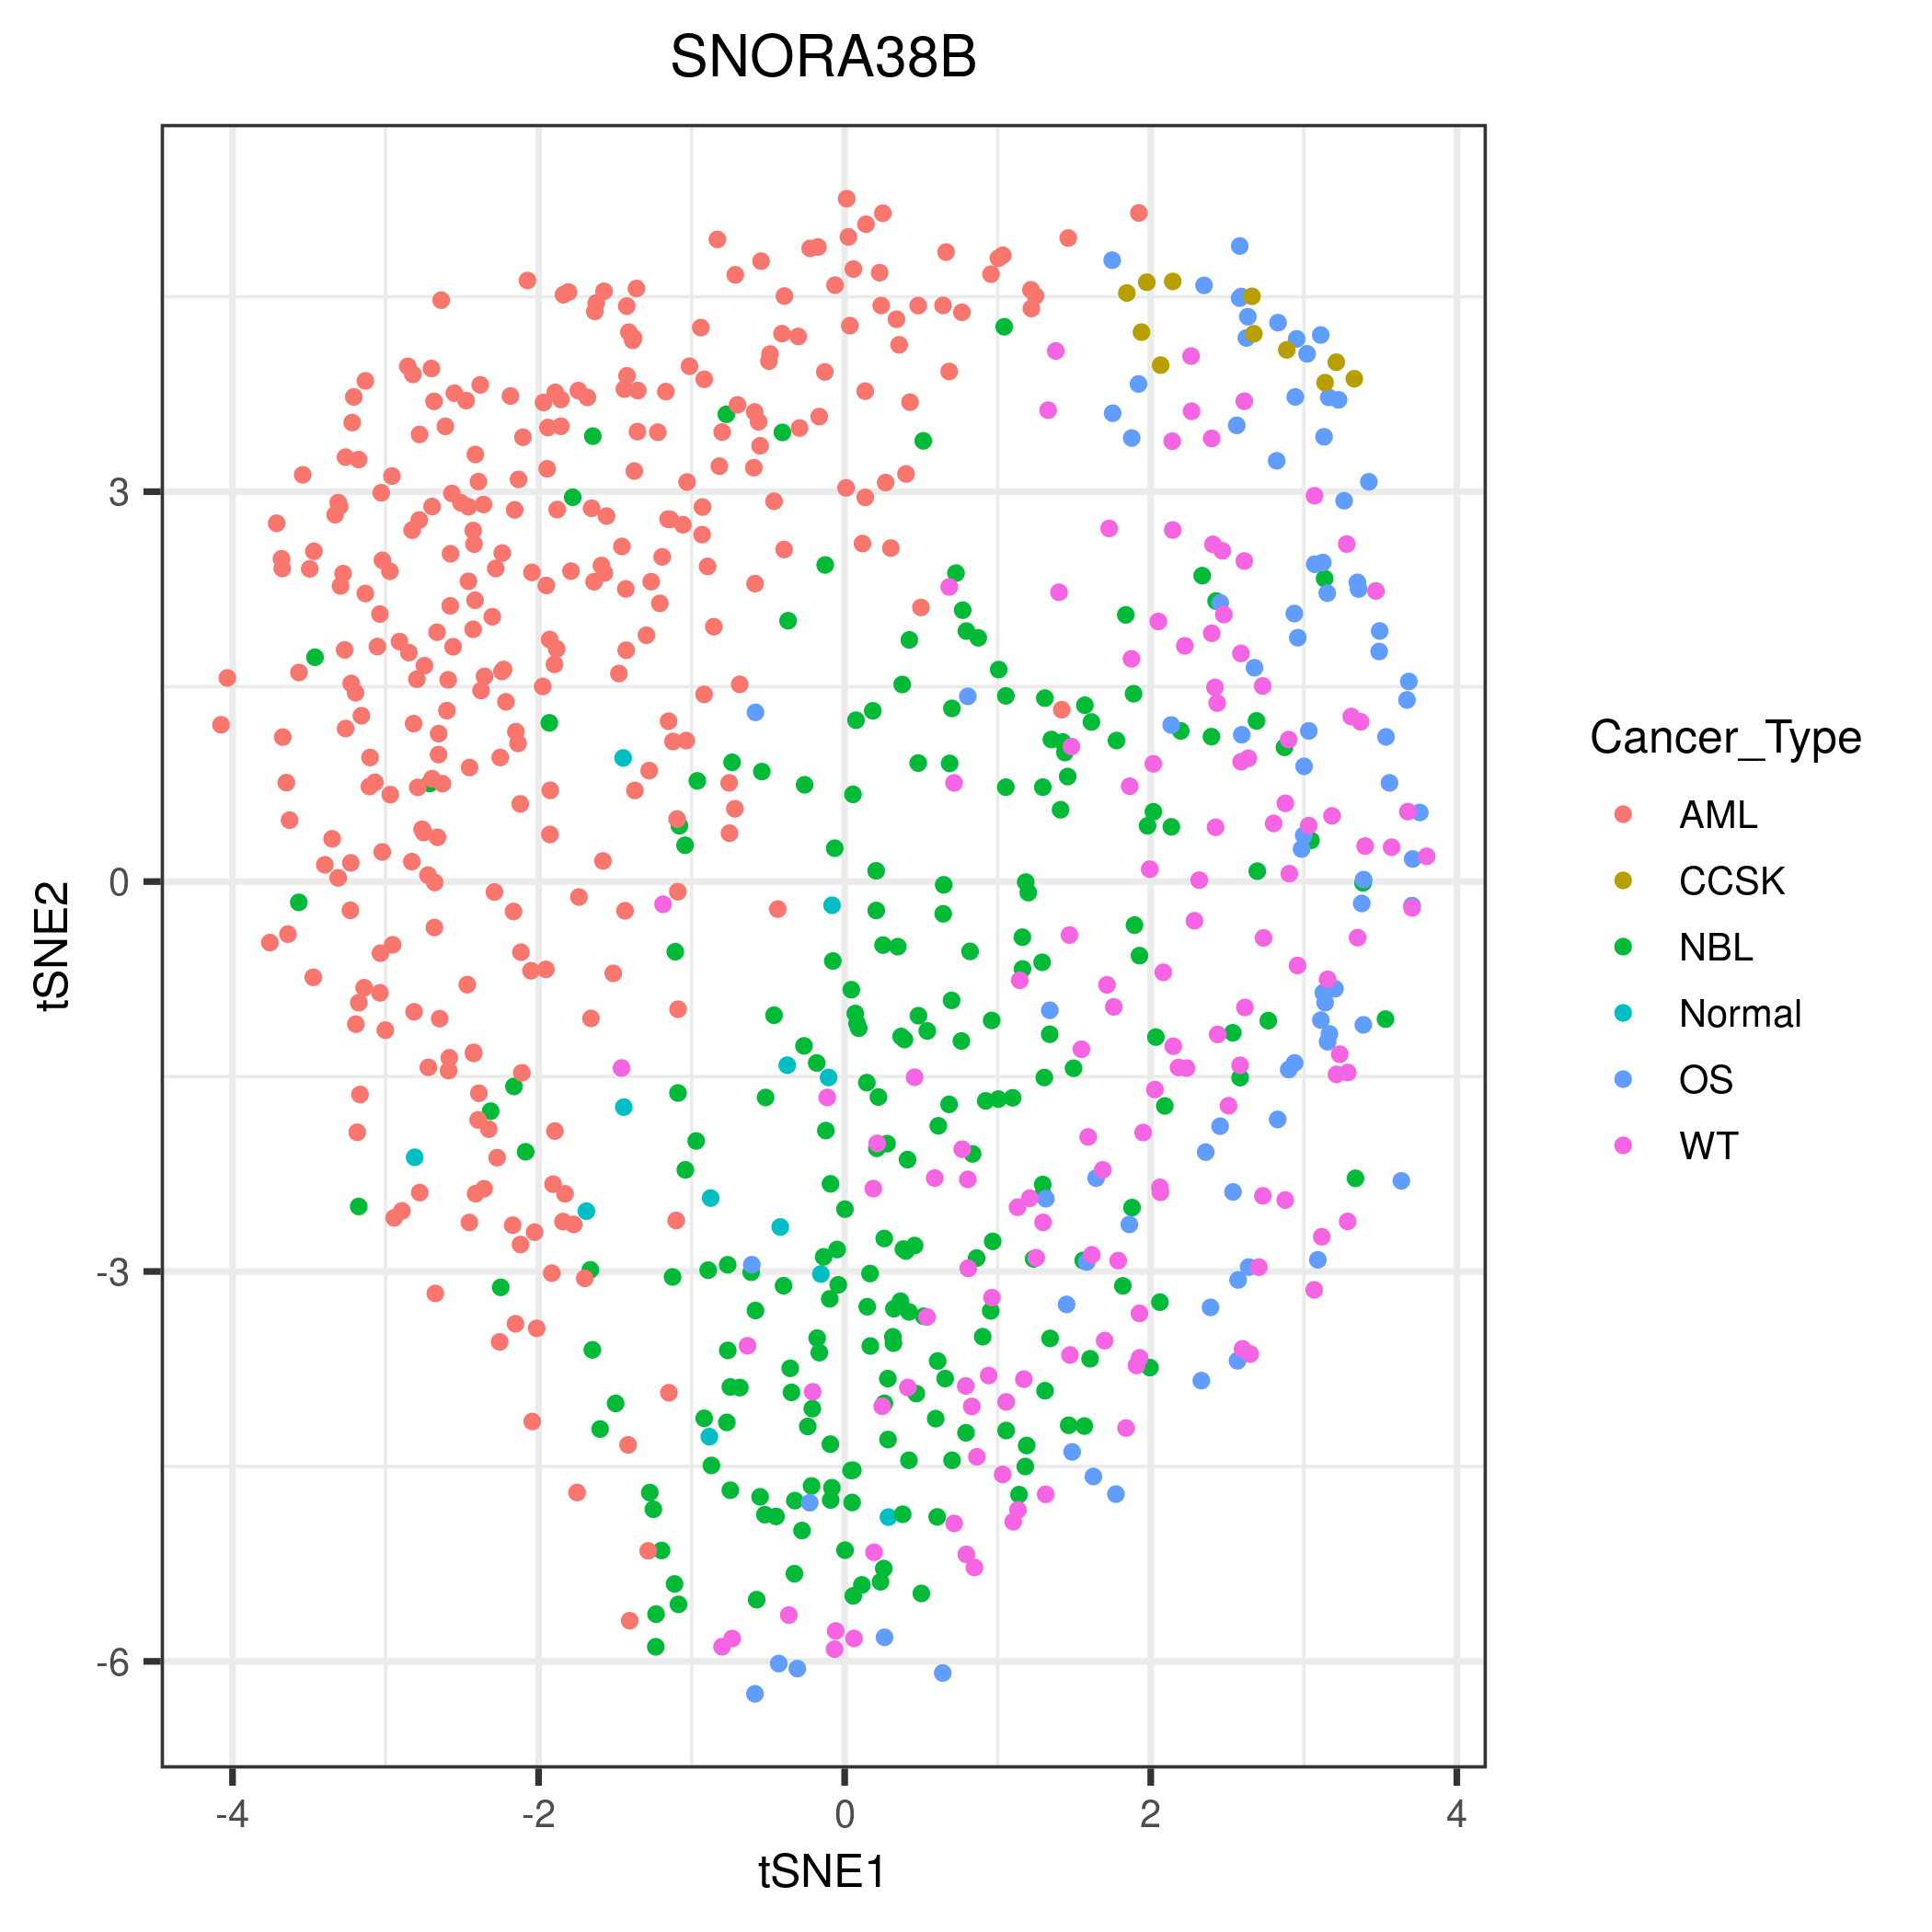 SNORA38B
tSNE2
3
0
-3
-6
-4
-2
0
2
4
tSNE1
Cancer_Type
AML
CCSK
NBL
Normal
OS
WT